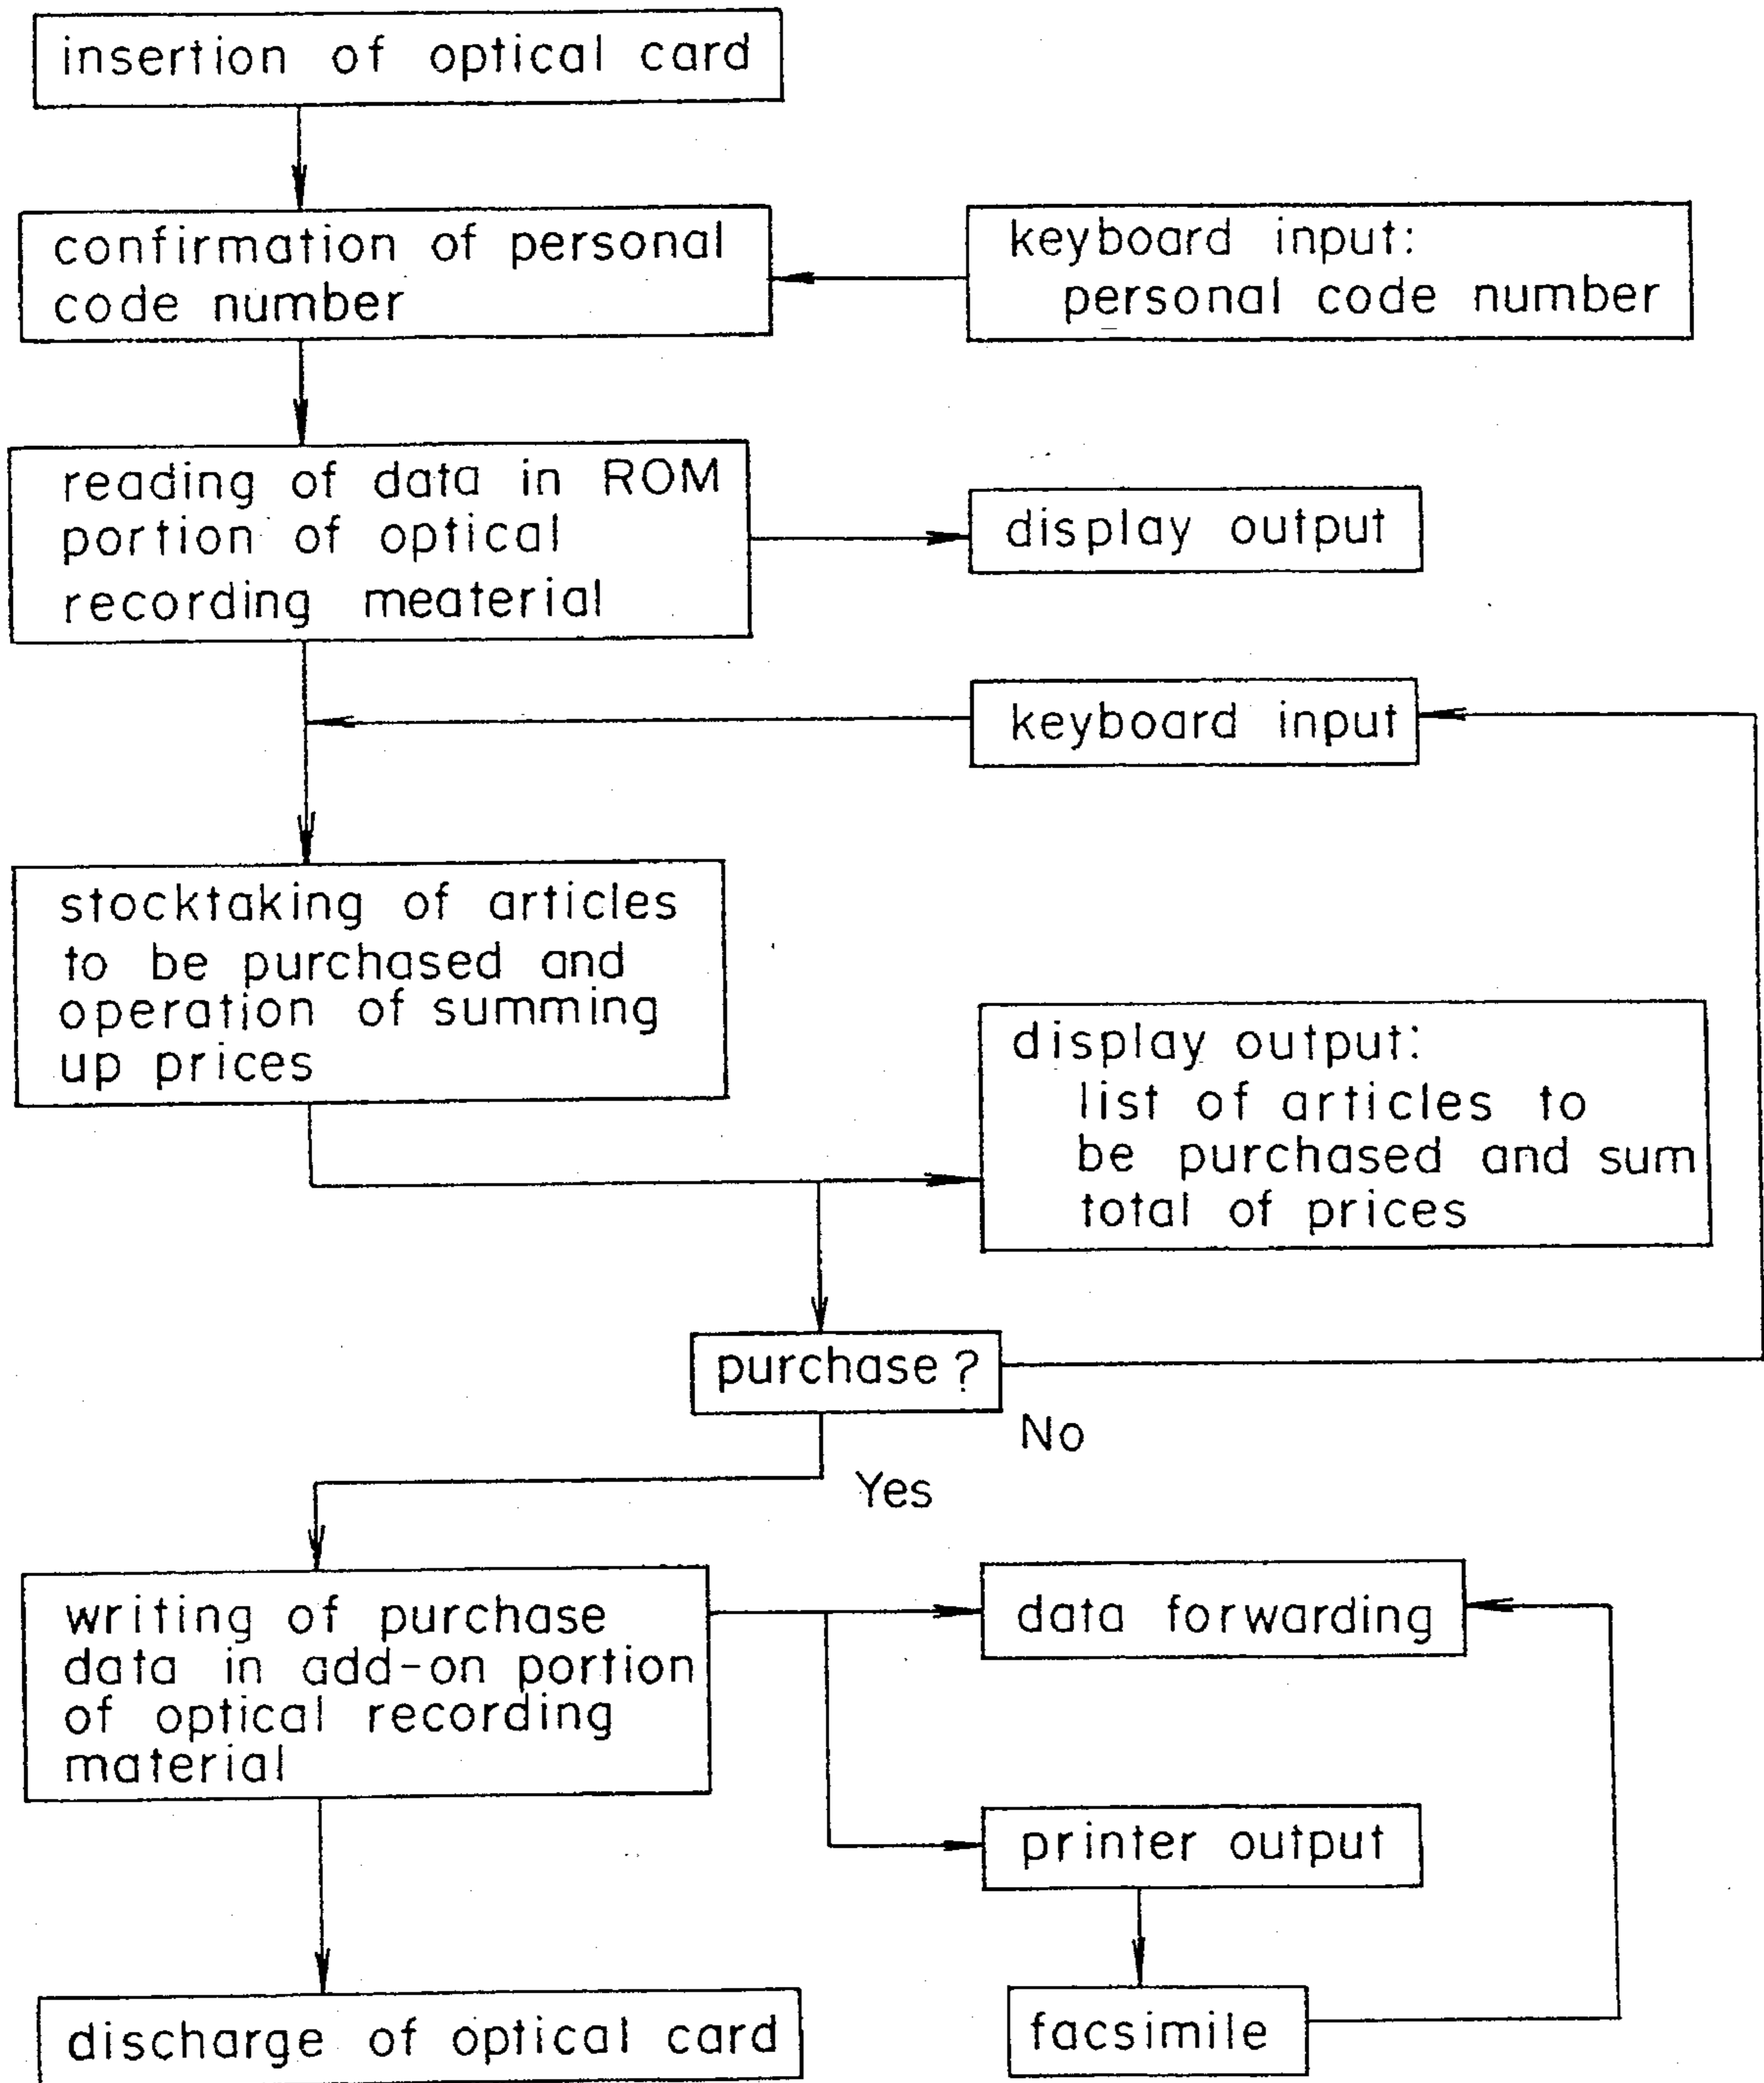 insertion of optical card
confirmation of personal
code number
keyboard input:
personal code number
reading of data in ROM
portion of optical
recording meaterial
display output
keyboard input
stocktaking of articles
to be purchased and
operation of summing
up prices
display output:
list of articles to
be purchased and sum
total of prices
purchase?
No
Yes
writing of purchase
data in add-on portion
of optical recording
material
data forwarding
printer output
discharge of optical card
facsimile